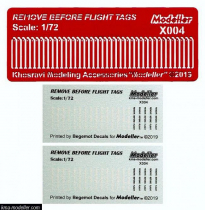 REMOVE BEFORE FLIGHT TAGS
Modeller
Scale: 1/72
X004
Khosravi Modeling Accessories "Modeller" ©2015
REMOVE BEFORE FLIGHT TAGS
Modeller
Scale: 1/72
X004
Printed by Begemot Decals for Modeller ©2019
REMOVE BEFORE FLIGHT TAGS
Modeller
Scale: 1/72
X004
Printed by Begemot Decals for Modeller ©2019
kma-modeller.com